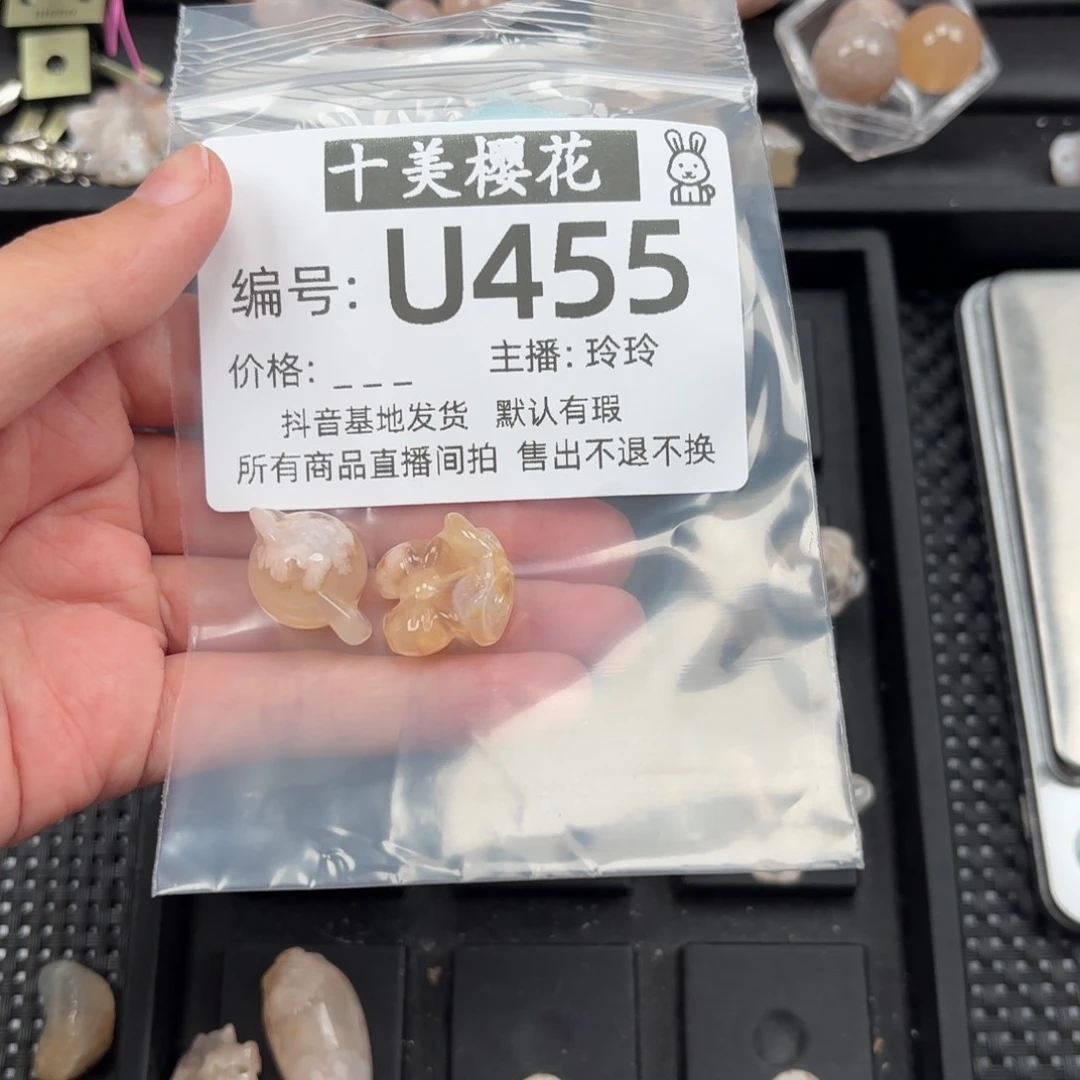 十美樱花
编号: U455
价格: _ _ _ 主播: 玲玲
抖音基地发货 默认有瑕
所有商品直播间拍 售出不退不换